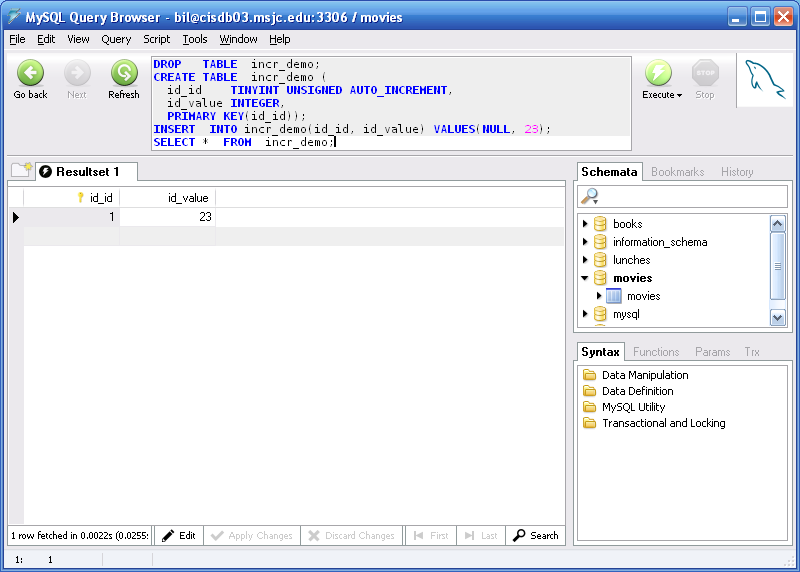 MySQL Query Browser - bil@cisdb03.msjc.edu:3306 / movies
File Edit View Query Script Tools Window Help
Go back Next Refresh
DROP TABLE incr_demo;
CREATE TABLE incr_demo (
id_id TINYINT UNSIGNED AUTO_INCREMENT,
id_value INTEGER,
PRIMARY KEY(id_id));
INSERT INTO incr_demo(id_id, id_value) VALUES(NULL, 23);
SELECT * FROM incr_demo;
Execute STOP Stop
Resultset 1
id_id id_value
1 23
Schemata Bookmarks History
books
information_schema
lunches
movies
movies
mysql
Syntax Functions Params Trx
Data Manipulation
Data Definition
MySQL Utility
Transactional and Locking
1 row fetched in 0.0022s (0.0255: Edit Apply Changes Discard Changes First Last Search
1: 1